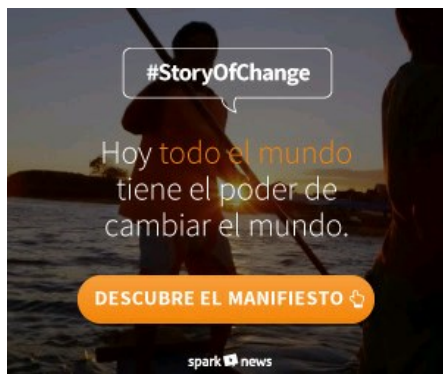 #StoryOfChange
Hoy todo el mundo
tiene el poder de
cambiar el mundo.
DESCUBRE EL MANIFIESTO
spark news